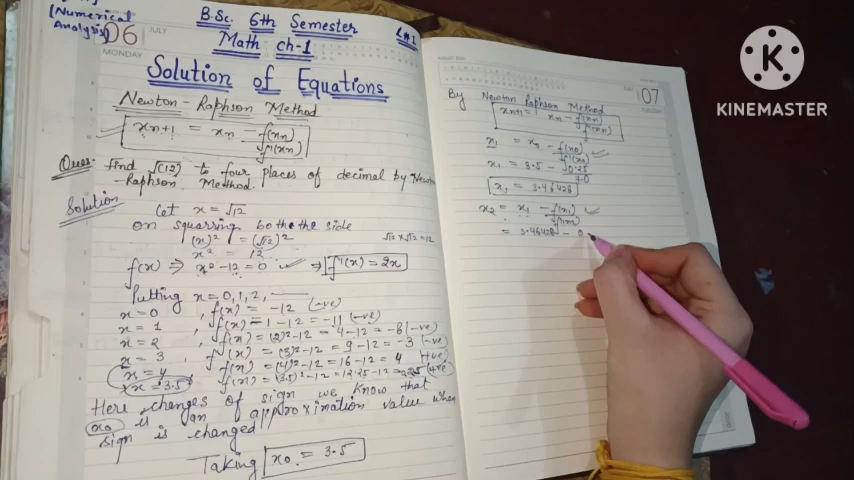 (Numerical
Analysis)
06
JULY
MONDAY
B.Sc. 6th Semester
Math ch-1
Solution of Equations
Newton-Raphson Method
xn+1 = xn - f(xn)
f'(xn)
Ques:- Find √(12) to four places of decimal by Newton
-Raphson Method.
Solution
Let x = √12
on squarring both the side
(x)² = (√12)²
√12 x √12 = 12
x² = 12
f(x) ⇒ x² - 12 = 0 ⇒ f'(x) = 2x
Putting x = 0, 1, 2,
x = 0 , f(x) = -12 (-ve)
x = 1 , f(x) = 1 - 12 = -11 (-ve)
x = 2 , f(x) = (2)² - 12 = 4 - 12 = -8 (-ve)
x = 3 , f(x) = (3)² - 12 = 9 - 12 = -3 (-ve)
x = 4 f(x) = (4)² - 12 = 16 - 12 = 4 (+ve)
x = 3.5 , f(x) = (3.5)² - 12 = 12.25 - 12 = 0.25 (+ve)
Here, changes of sign we know that
x0 is an approximation value when
sign is changed
Taking x0 = 3.5
07
By Newton Raphson Method
xn+1 = xn - f(xn)
f'(xn)
x1 = x0 - f(x0)
f'(x0)
x1 = 3.5 - 0.25
7.0
x1 = 3.46428
x2 = x1 - f(x1)
f'(x1)
= 3.46428 - 0
KINEMASTER